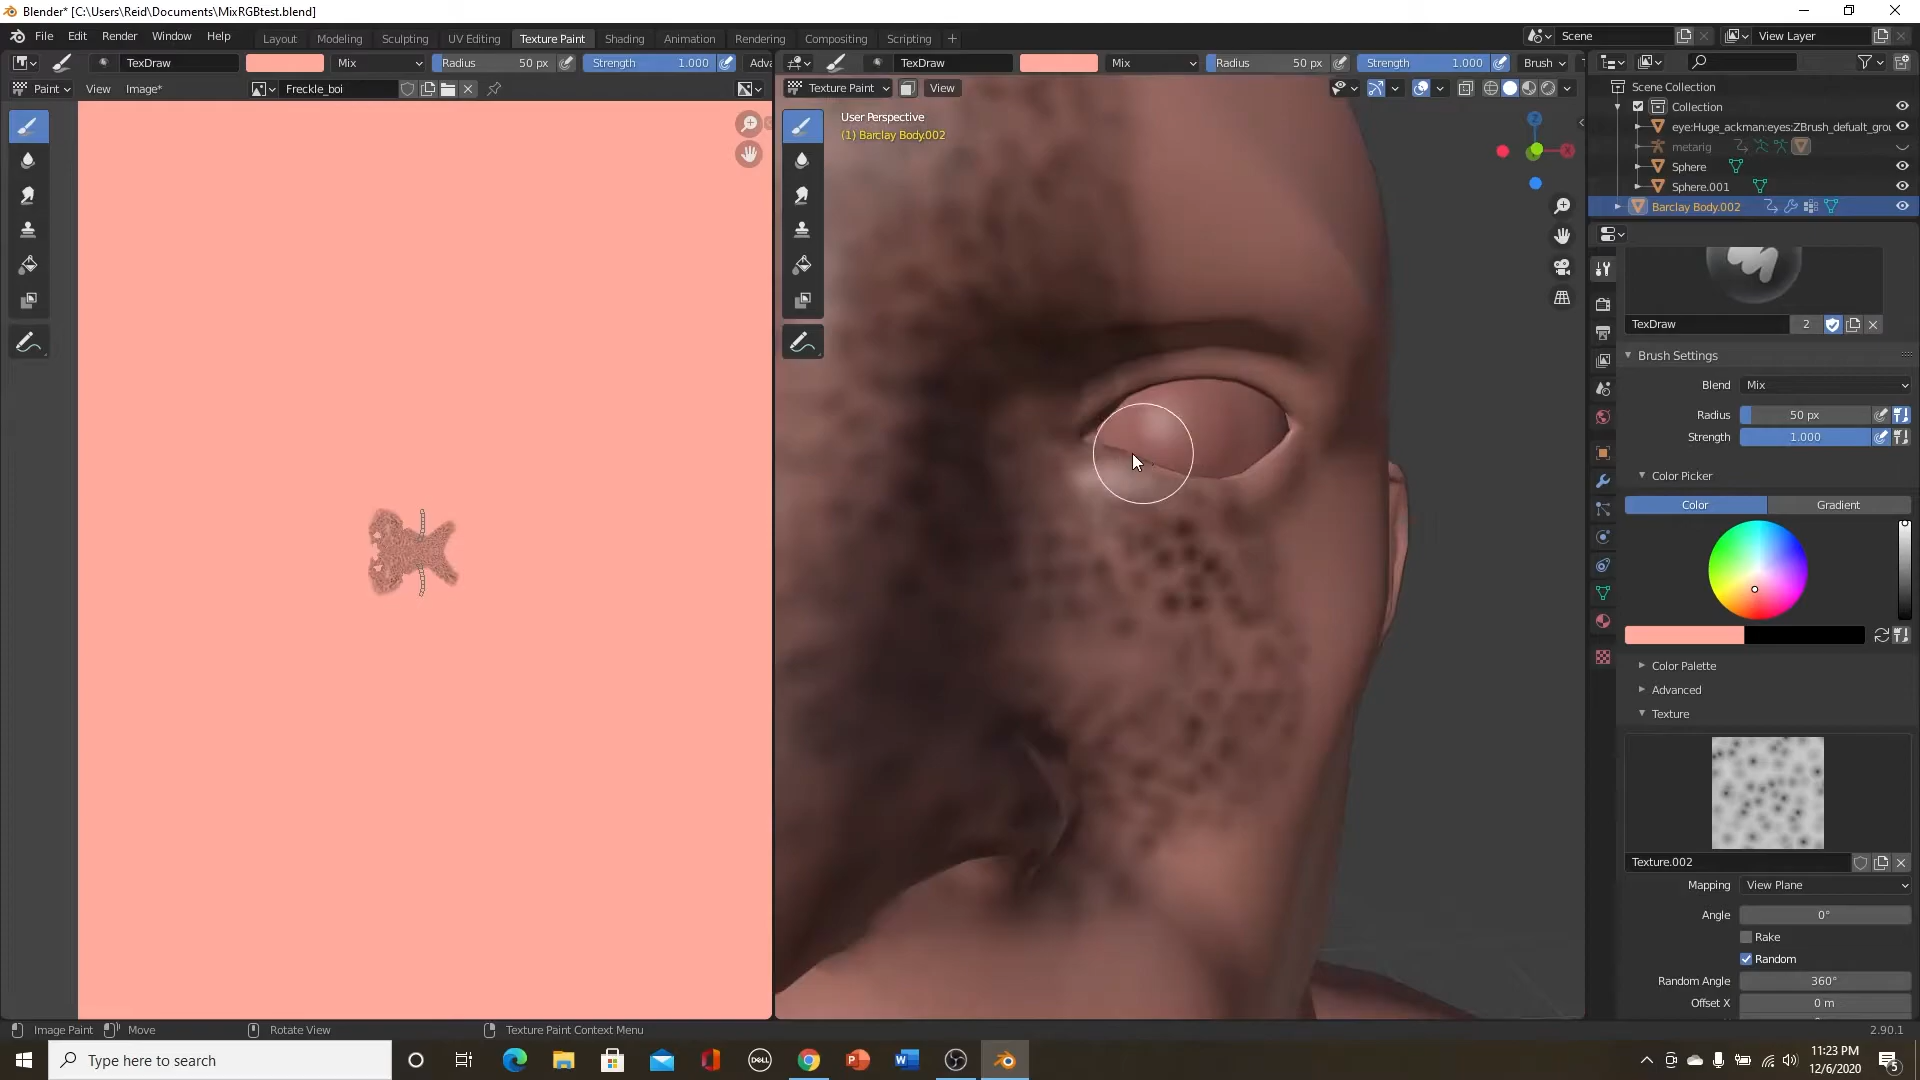 Blender* [C:\Users\Reid\Documents\MixRGBtest.blend]
File Edit Render Window Help
Layout Modeling Sculpting UV Editing Texture Paint Shading Animation Rendering Compositing Scripting +
Scene
View Layer
TexDraw Mix Radius 50 px Strength 1.000
TexDraw Mix Radius 50 px Strength 1.000 Brush
Paint View Image* Freckle_boi
Texture Paint View
User Perspective
(1) Barclay Body.002
Z
Scene Collection
Collection
eye:Huge_ackman:eyes:ZBrush_defualt_grou
metarig
Sphere
Sphere.001
Barclay Body.002
TexDraw 2
Brush Settings
Blend Mix
Radius 50 px
Strength 1.000
Color Picker
Color Gradient
Color Palette
Advanced
Texture
Texture.002
Mapping View Plane
Angle 0°
Rake
Random
Random Angle 360°
Offset X 0 m
Image Paint Move Rotate View Texture Paint Context Menu 2.90.1
Type here to search
DELL
11:23 PM
12/6/2020
5